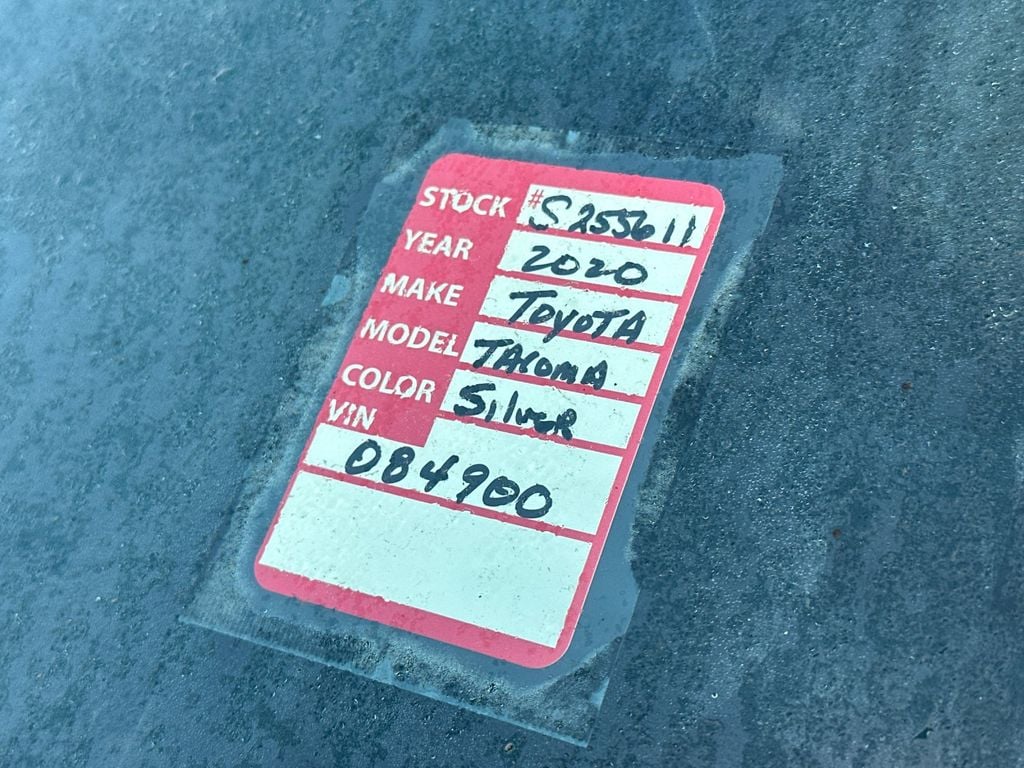 STOCK # S255611
YEAR 2020
MAKE TOYOTA
MODEL TACOMA
COLOR SILVER
VIN
084900